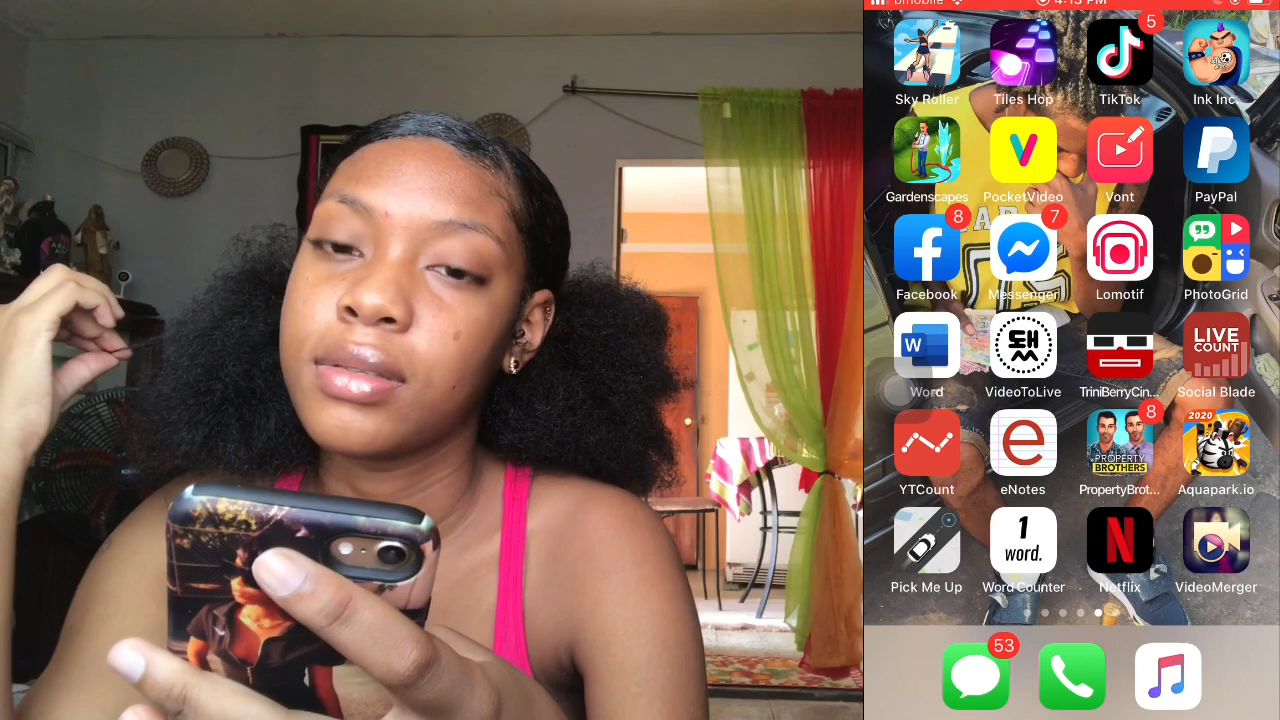 bmobile 4:13 PM
5
Sky Roller Tiles Hop TikTok Ink Inc.
Gardenscapes PocketVideo Vont PayPal
8 7
Facebook Messenger Lomotif PhotoGrid
W 돼 LIVE
COUNT
Word VideoToLive TriniBerryCin... Social Blade
8 2020
e PROPERTY
BROTHERS
YTCount eNotes PropertyBrot... Aquapark.io
1
word. N
Pick Me Up Word Counter Netflix VideoMerger
53